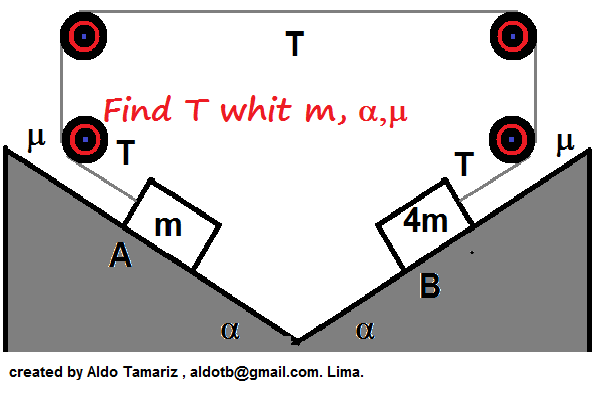 T
Find T whit m, α,μ
μ
μ
T
T
m
4m
A
B
α
α
created by Aldo Tamariz , aldotb@gmail.com. Lima.